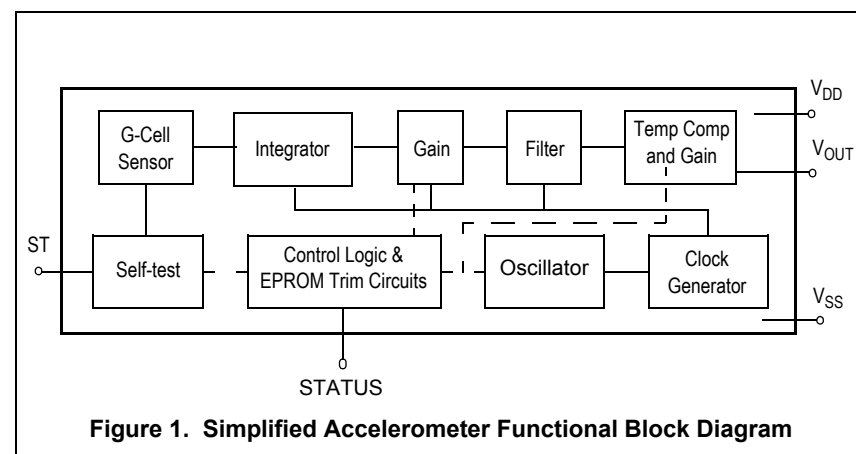 V_DD
G-Cell
Sensor
Integrator
Gain
Filter
Temp Comp
and Gain
V_OUT
ST
Self-test
Control Logic &
EPROM Trim Circuits
Oscillator
Clock
Generator
V_SS
STATUS
Figure 1. Simplified Accelerometer Functional Block Diagram